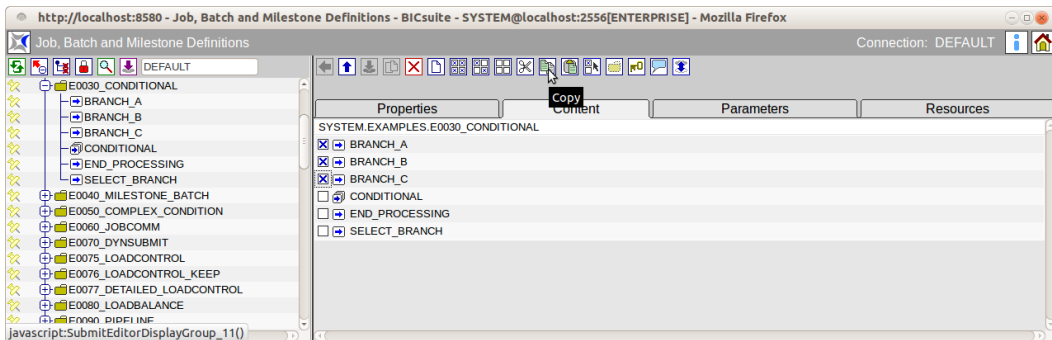 http://localhost:8580 - Job, Batch and Milestone Definitions - BICsuite - SYSTEM@localhost:2556[ENTERPRISE] - Mozilla Firefox
Job, Batch and Milestone Definitions
Connection: DEFAULT
DEFAULT
E0030_CONDITIONAL
BRANCH_A
BRANCH_B
BRANCH_C
CONDITIONAL
END_PROCESSING
SELECT_BRANCH
E0040_MILESTONE_BATCH
E0050_COMPLEX_CONDITION
E0060_JOBCOMM
E0070_DYNSUBMIT
E0075_LOADCONTROL
E0076_LOADCONTROL_KEEP
E0077_DETAILED_LOADCONTROL
E0080_LOADBALANCE
E0090_PIPELINE
javascript:SubmitEditorDisplayGroup_11()
Copy
Properties Content Parameters Resources
SYSTEM.EXAMPLES.E0030_CONDITIONAL
BRANCH_A
BRANCH_B
BRANCH_C
CONDITIONAL
END_PROCESSING
SELECT_BRANCH